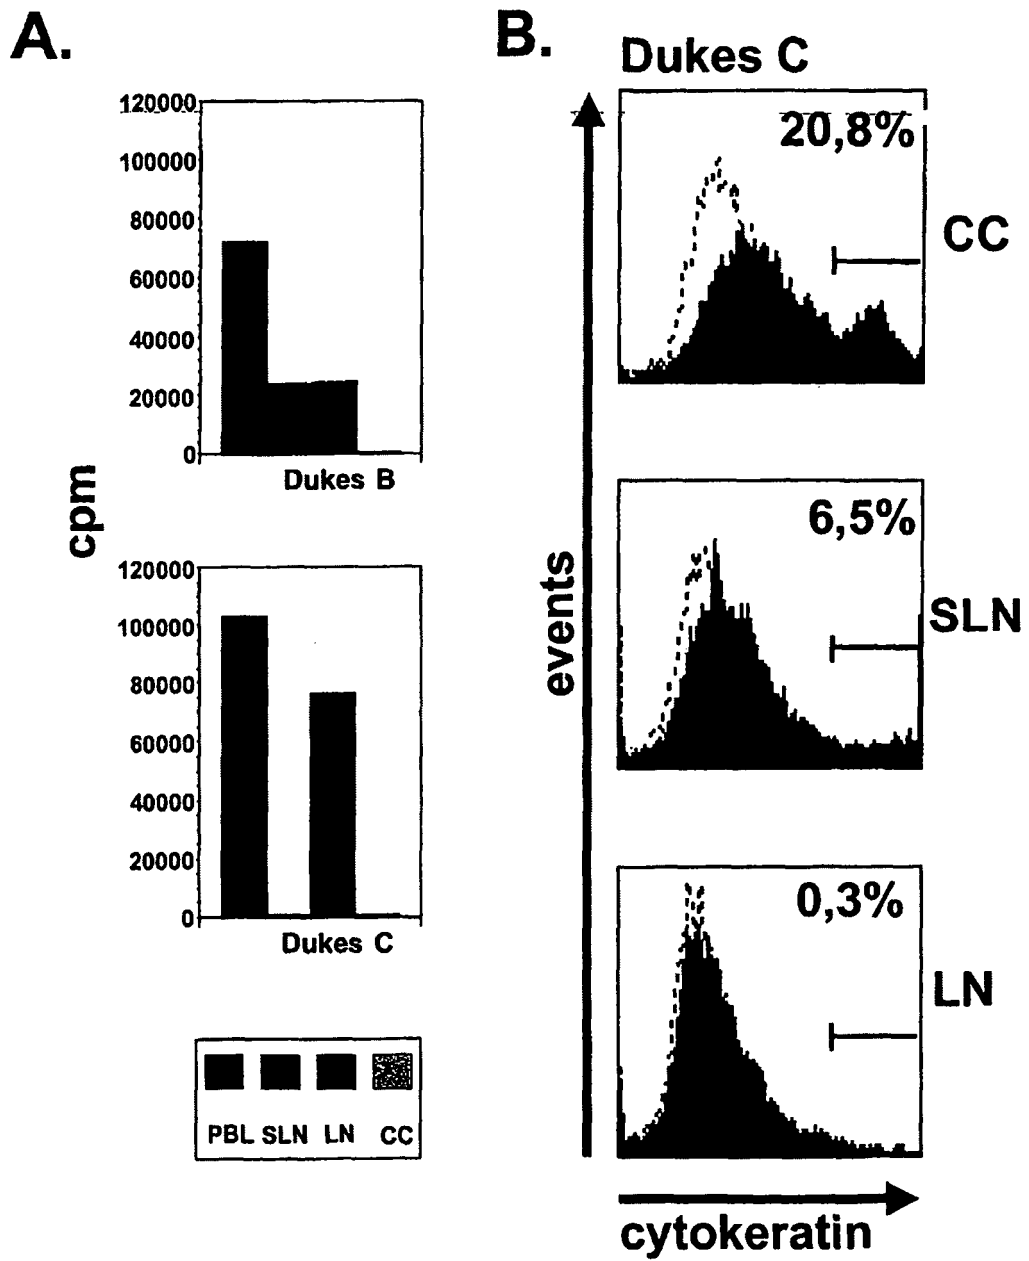 A.
120000
100000
80000
60000
40000
20000
0
Dukes B
cpm
120000
100000
80000
60000
40000
20000
0
Dukes C
PBL SLN LN CC
B.
Dukes C
20,8%
CC
6,5%
SLN
0,3%
LN
events
cytokeratin